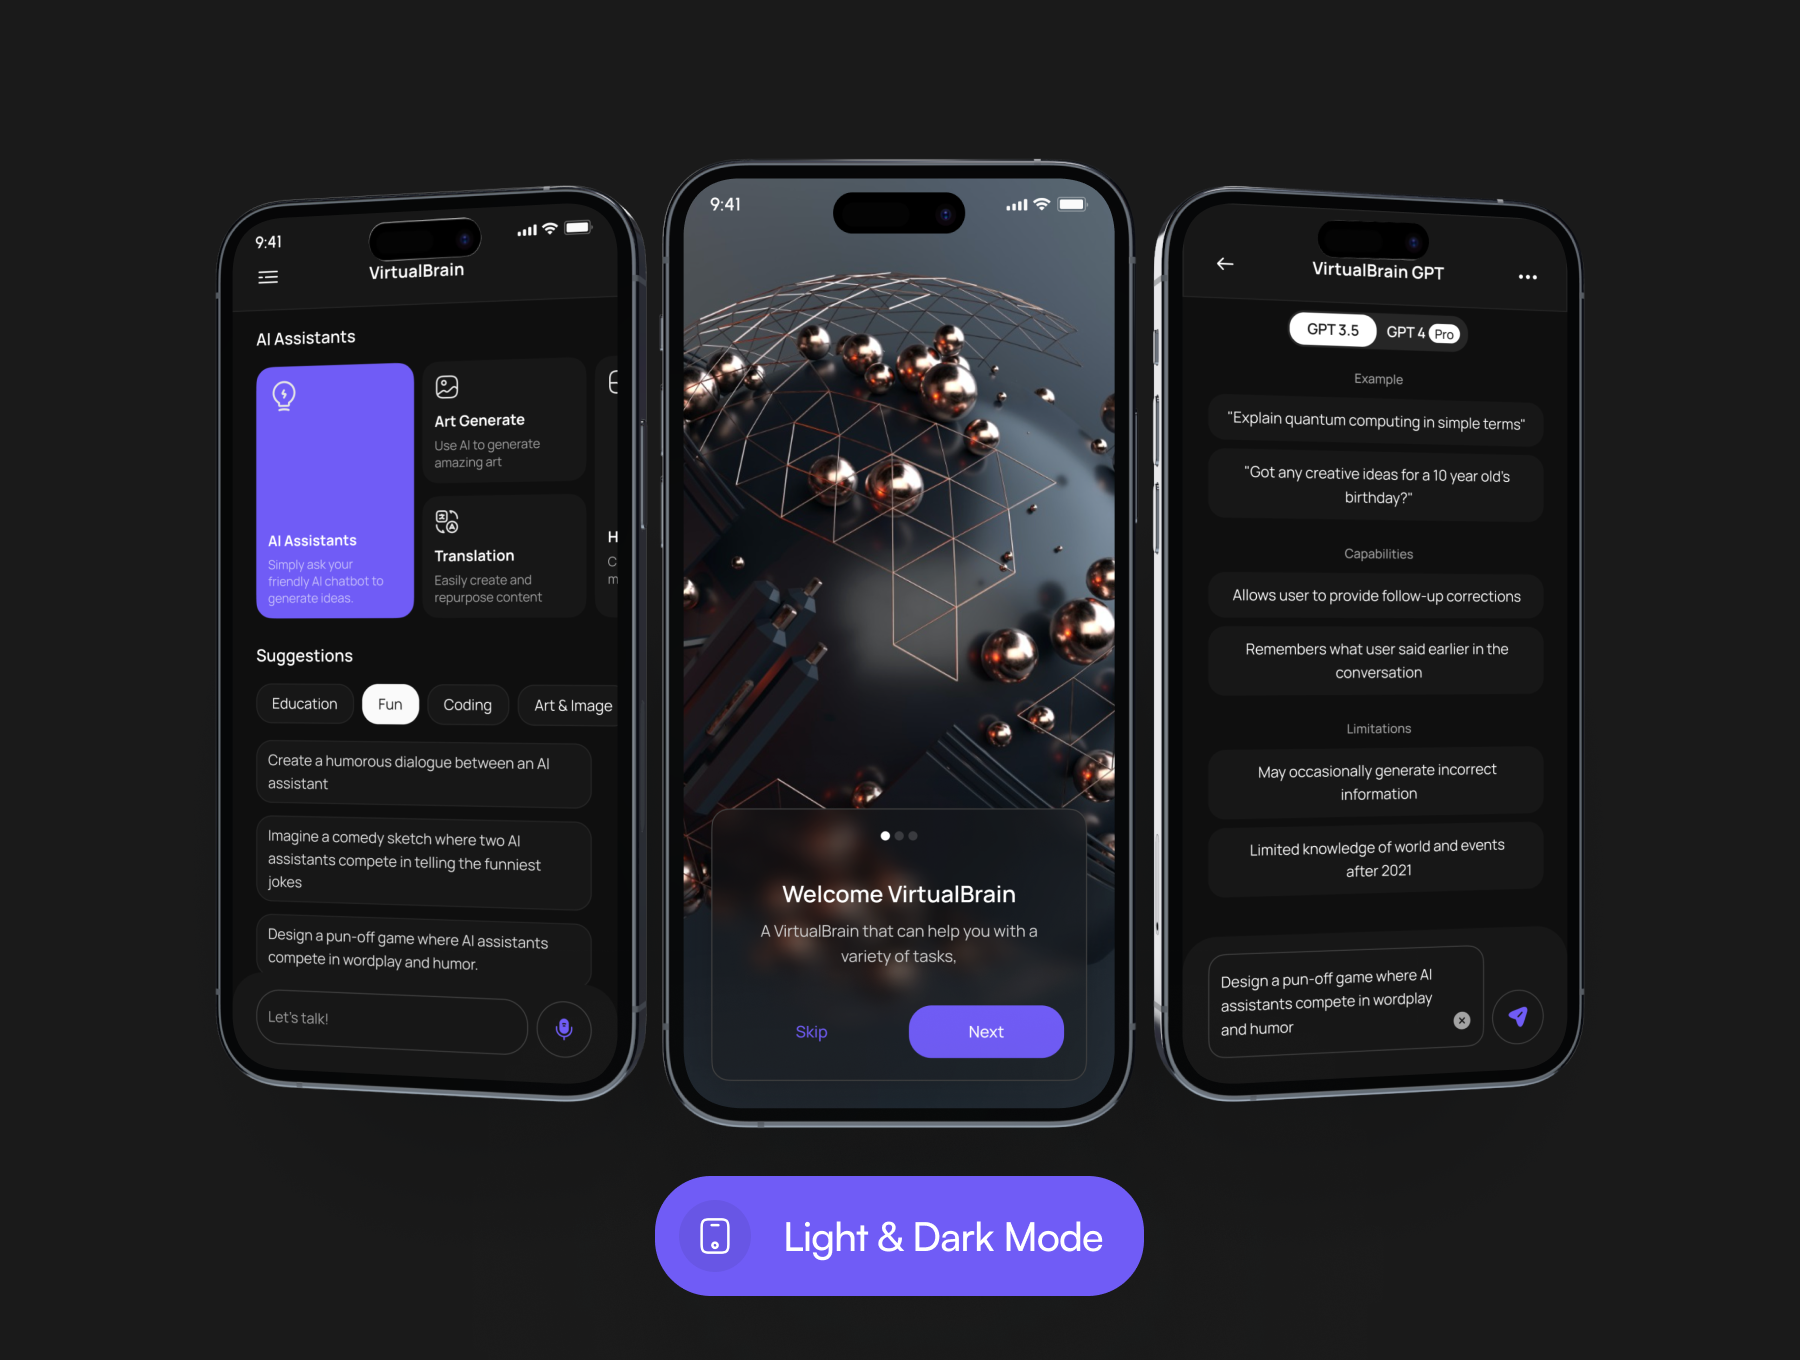 9:41
VirtualBrain
AI Assistants
AI Assistants
Simply ask your
friendly AI chatbot to
generate ideas.
Art Generate
Use AI to generate
amazing art
Translation
Easily create and
repurpose content
H
C
m
Suggestions
Education
Fun
Coding
Art & Image
Create a humorous dialogue between an AI
assistant
Imagine a comedy sketch where two AI
assistants compete in telling the funniest
jokes
Design a pun-off game where AI assistants
compete in wordplay and humor.
Let's talk!
9:41
Welcome VirtualBrain
A VirtualBrain that can help you with a
variety of tasks,
Skip
Next
VirtualBrain GPT
GPT 3.5
GPT 4 Pro
Example
"Explain quantum computing in simple terms"
"Got any creative ideas for a 10 year old's
birthday?"
Capabilities
Allows user to provide follow-up corrections
Remembers what user said earlier in the
conversation
Limitations
May occasionally generate incorrect
information
Limited knowledge of world and events
after 2021
Design a pun-off game where AI
assistants compete in wordplay
and humor
Light & Dark Mode